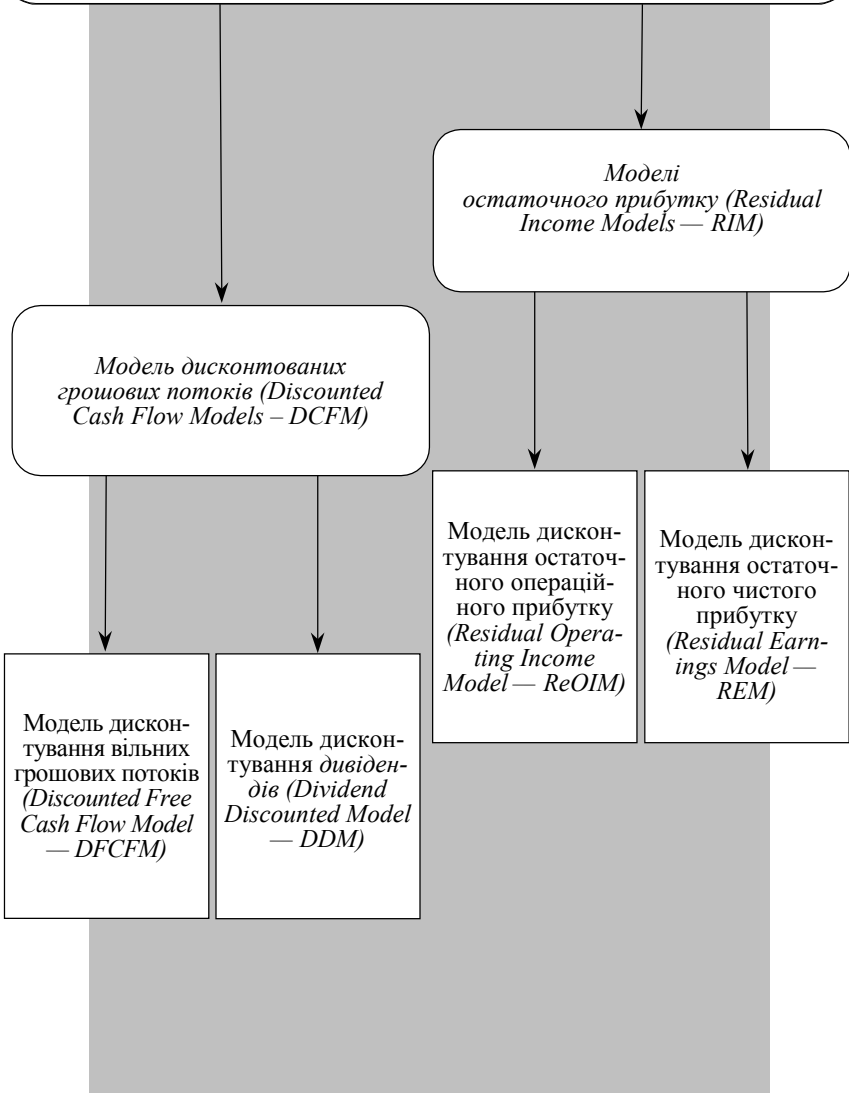 Моделі
остаточного прибутку (Residual
Income Models — RIM)
Модель дисконтованих
грошових потоків (Discounted
Cash Flow Models – DCFM)
Модель дискон-
тування остаточ-
ного операцій-
ного прибутку
(Residual Opera-
ting Income
Model — ReOIM)
Модель дискон-
тування остаточ-
ного чистого
прибутку
(Residual Earn-
ings Model —
REM)
Модель дискон-
тування вільних
грошових потоків
(Discounted Free
Cash Flow Model
— DFCFM)
Модель дискон-
тування дивіден-
дів (Dividend
Discounted Model
— DDM)